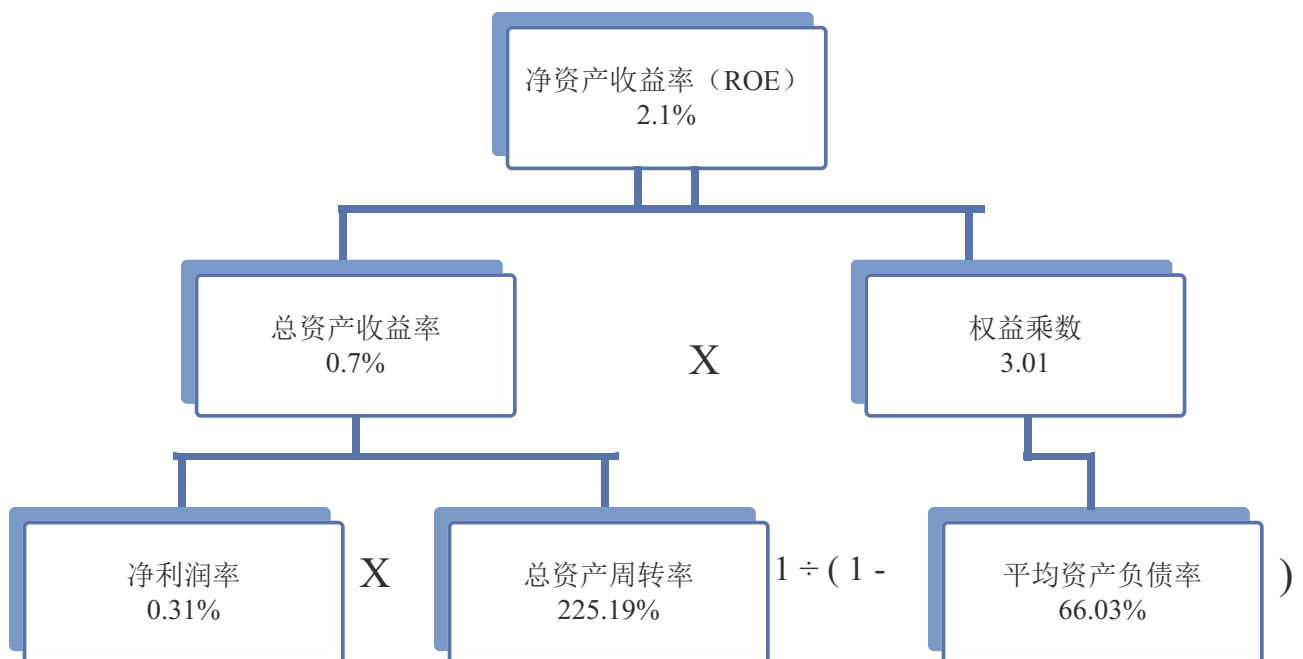 净资产收益率（ROE）
2.1%
总资产收益率
0.7%
X
权益乘数
3.01
净利润率
0.31%
X
总资产周转率
225.19%
1 ÷ ( 1 -
平均资产负债率
66.03%
)